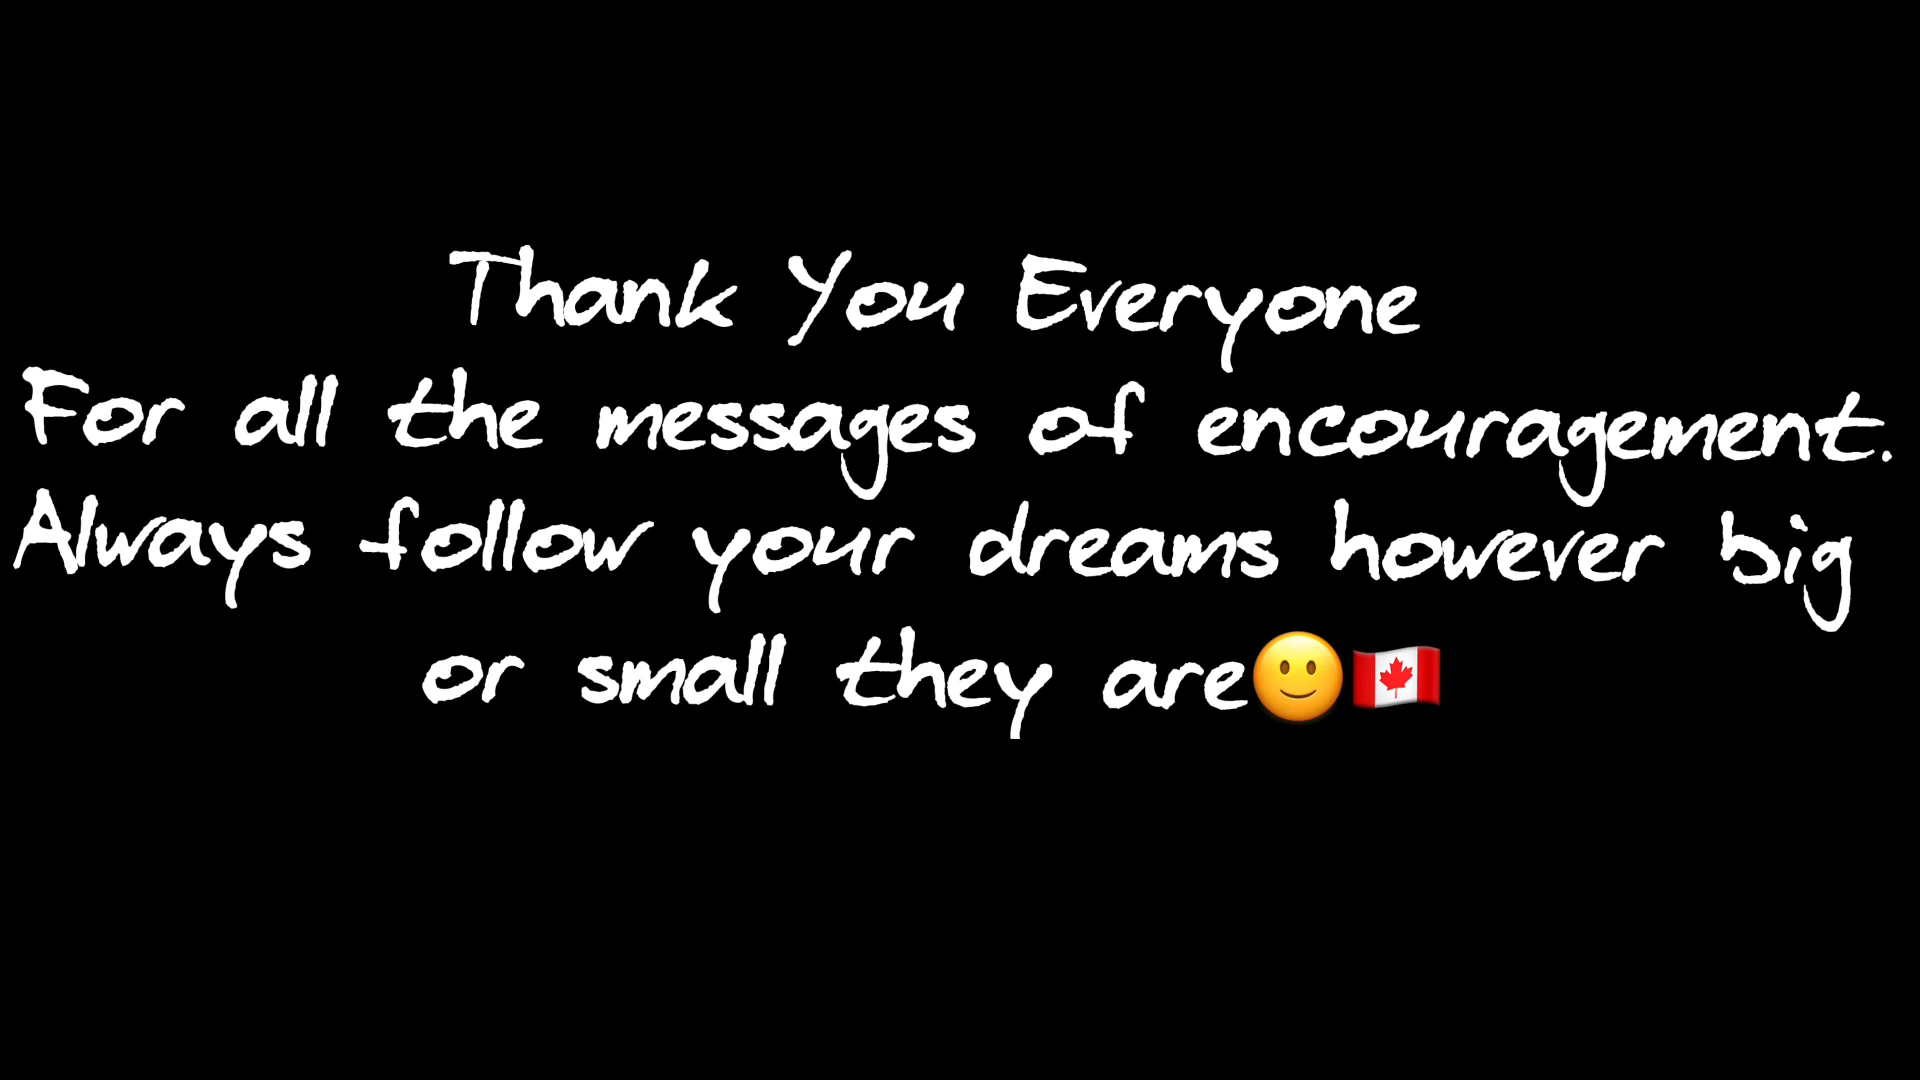 Thank You Everyone
For all the messages of encouragement.
Always follow your dreams however big
or small they are🙂🇨🇦